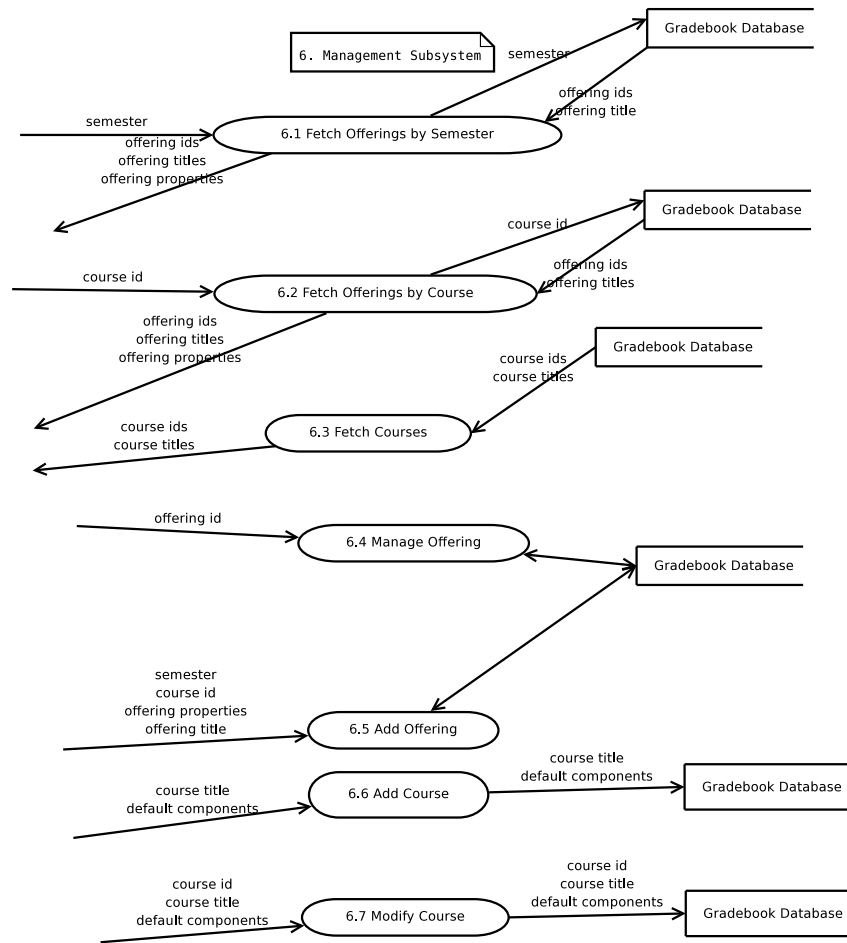 Gradebook Database
6. Management Subsystem
semester
offering ids
offering title
semester
6.1 Fetch Offerings by Semester
offering ids
offering titles
offering properties
Gradebook Database
course id
offering ids
offering titles
course id
6.2 Fetch Offerings by Course
offering ids
offering titles
offering properties
Gradebook Database
course ids
course titles
6.3 Fetch Courses
course ids
course titles
offering id
6.4 Manage Offering
Gradebook Database
semester
course id
offering properties
offering title
6.5 Add Offering
course title
default components
6.6 Add Course
course title
default components
Gradebook Database
course id
course title
default components
6.7 Modify Course
course id
course title
default components
Gradebook Database